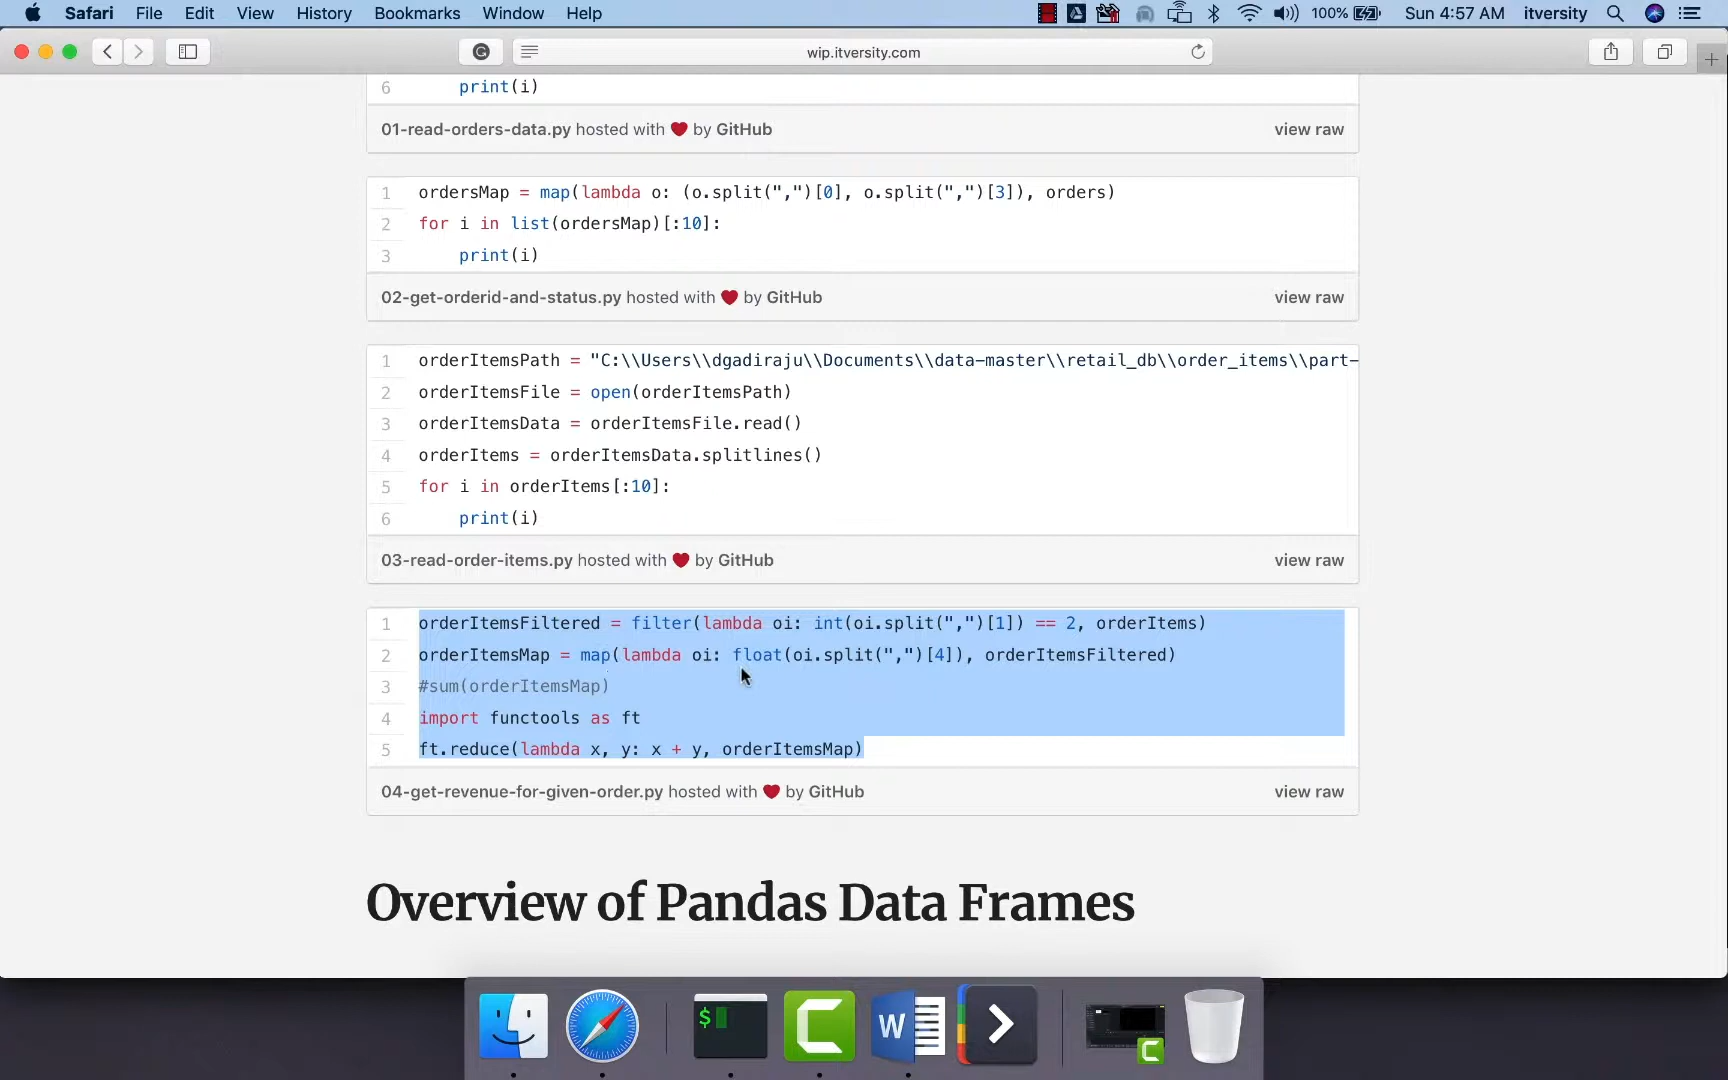 Safari File Edit View History Bookmarks Window Help 100% Sun 4:57 AM itversity
wip.itversity.com
6 print(i)
01-read-orders-data.py hosted with ❤ by GitHub view raw
1 ordersMap = map(lambda o: (o.split(",")[0], o.split(",")[3]), orders)
2 for i in list(ordersMap)[:10]:
3 print(i)
02-get-orderid-and-status.py hosted with ❤ by GitHub view raw
1 orderItemsPath = "C:\\Users\\dgadiraju\\Documents\\data-master\\retail_db\\order_items\\part-
2 orderItemsFile = open(orderItemsPath)
3 orderItemsData = orderItemsFile.read()
4 orderItems = orderItemsData.splitlines()
5 for i in orderItems[:10]:
6 print(i)
03-read-order-items.py hosted with ❤ by GitHub view raw
1 orderItemsFiltered = filter(lambda oi: int(oi.split(",")[1]) == 2, orderItems)
2 orderItemsMap = map(lambda oi: float(oi.split(",")[4]), orderItemsFiltered)
3 #sum(orderItemsMap)
4 import functools as ft
5 ft.reduce(lambda x, y: x + y, orderItemsMap)
04-get-revenue-for-given-order.py hosted with ❤ by GitHub view raw
Overview of Pandas Data Frames
$ W